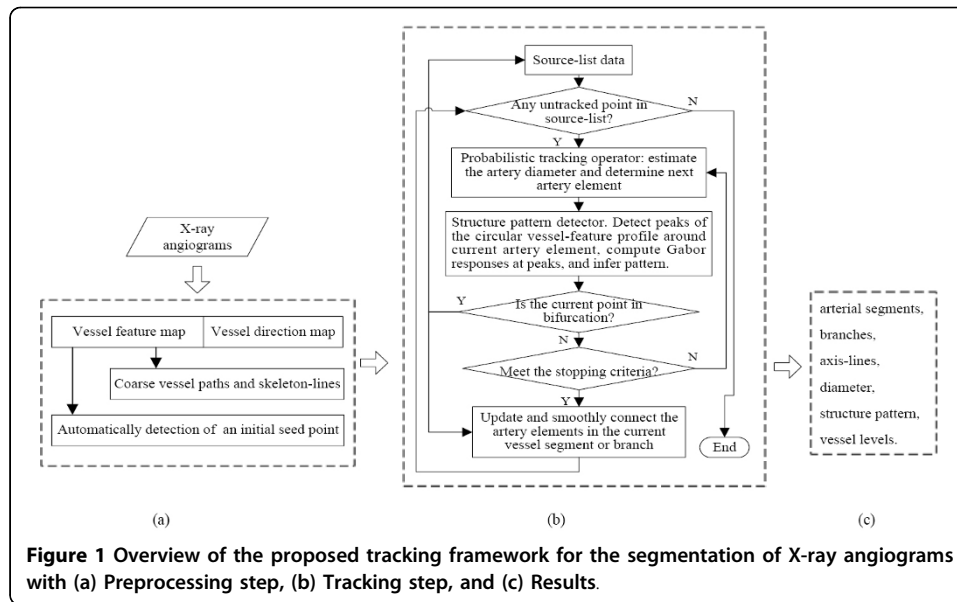 X-ray
angiograms
Vessel feature map
Vessel direction map
Coarse vessel paths and skeleton-lines
Automatically detection of an initial seed point
(a)
Source-list data
Any untracked point in
source-list?
N
Y
Probabilistic tracking operator: estimate
the artery diameter and determine next
artery element
Structure pattern detector. Detect peaks
of the circular vessel-feature profile around
current artery element, compute Gabor
responses at peaks, and infer pattern.
Y
Is the current point in
bifurcation?
N
Meet the stopping criteria?
N
Y
Update and smoothly connect the
artery elements in the current
vessel segment or branch
End
(b)
arterial segments,
branches,
axis-lines,
diameter,
structure pattern,
vessel levels.
(c)
Figure 1 Overview of the proposed tracking framework for the segmentation of X-ray angiograms
with (a) Preprocessing step, (b) Tracking step, and (c) Results.